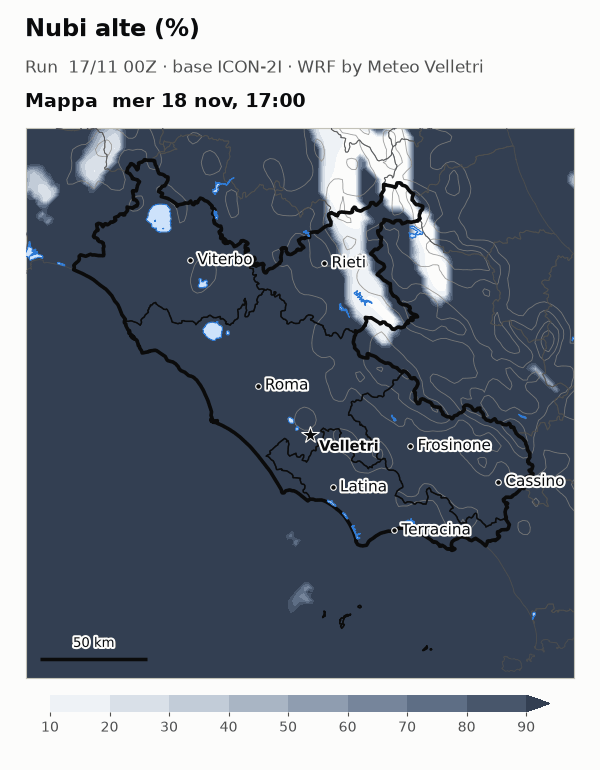 Nubi alte (%)
Run  17/11 00Z · base ICON-2I · WRF by Meteo Velletri
Mappa  mer 18 nov, 17:00
Viterbo
Rieti
Roma
Velletri
Frosinone
Cassino
Latina
Terracina
50 km
10 20 30 40 50 60 70 80 90